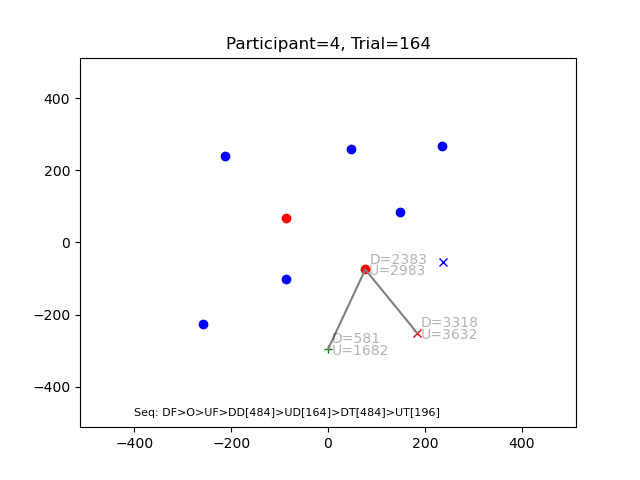 Participant=4, Trial=164
400
200
0
−200
−400
D=2383
U=2983
D=3318
U=3632
D=581
U=1682
Seq: DF>O>UF>DD[484]>UD[164]>DT[484]>UT[196]
−400 −200 0 200 400